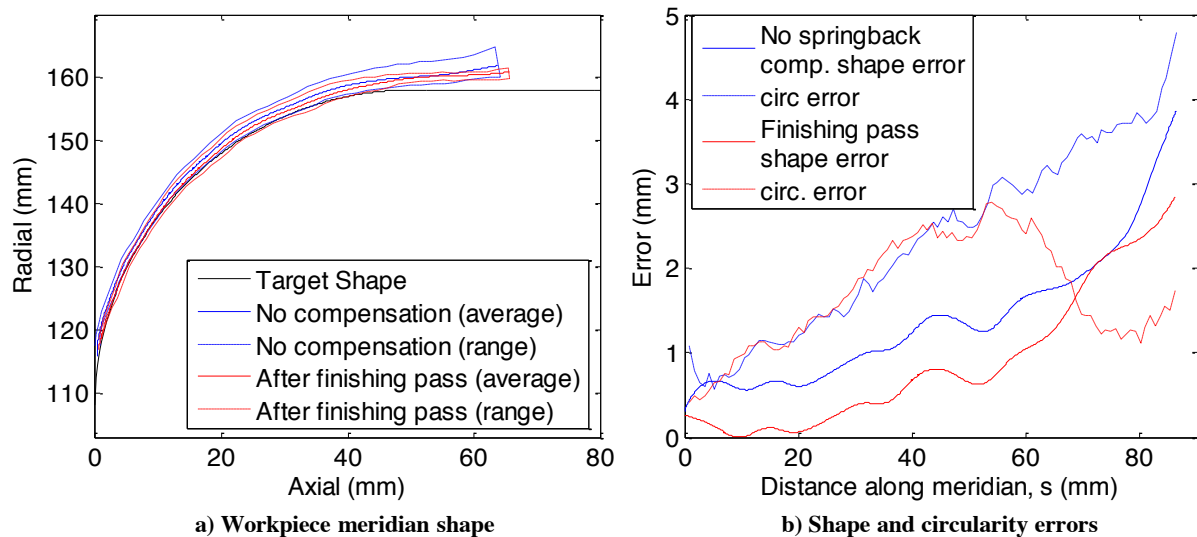 160
150
140
130
120
110
Radial (mm)
Target Shape
No compensation (average)
No compensation (range)
After finishing pass (average)
After finishing pass (range)
0
20
40
60
80
Axial (mm)
a) Workpiece meridian shape
5
4
3
2
1
0
Error (mm)
No springback
comp. shape error
circ error
Finishing pass
shape error
circ. error
0
20
40
60
80
Distance along meridian, s (mm)
b) Shape and circularity errors